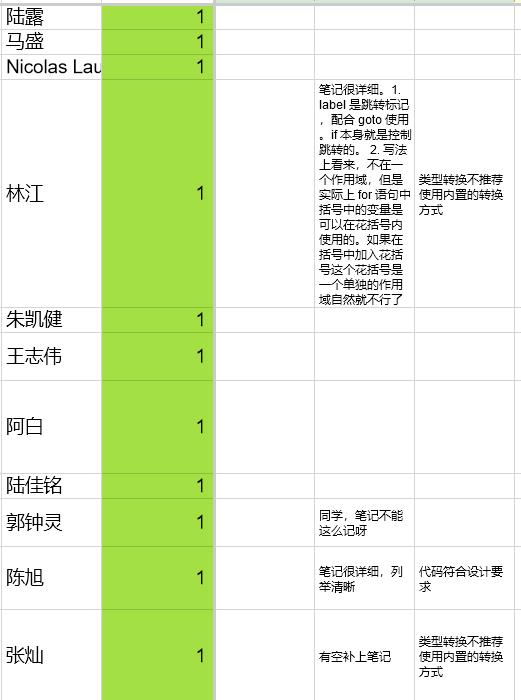 陆露 1
马盛 1
Nicolas Lau 1
笔记很详细。1.
label 是跳转标记
，配合 goto 使用
。if 本身就是控制
跳转的。 2. 写法
上看来，不在一
个作用域，但是
实际上 for 语句中
括号中的变量是
可以在花括号内
使用的。如果在
括号中加入花括
号这个花括号是
一个单独的作用
域自然就不行了
林江 1
类型转换不推荐
使用内置的转换
方式
朱凯健 1
王志伟 1
阿白 1
陆佳铭 1
郭钟灵 1
同学，笔记不能
这么记呀
陈旭 1
笔记很详细，列
举清晰
代码符合设计要
求
张灿 1
有空补上笔记
类型转换不推荐
使用内置的转换
方式